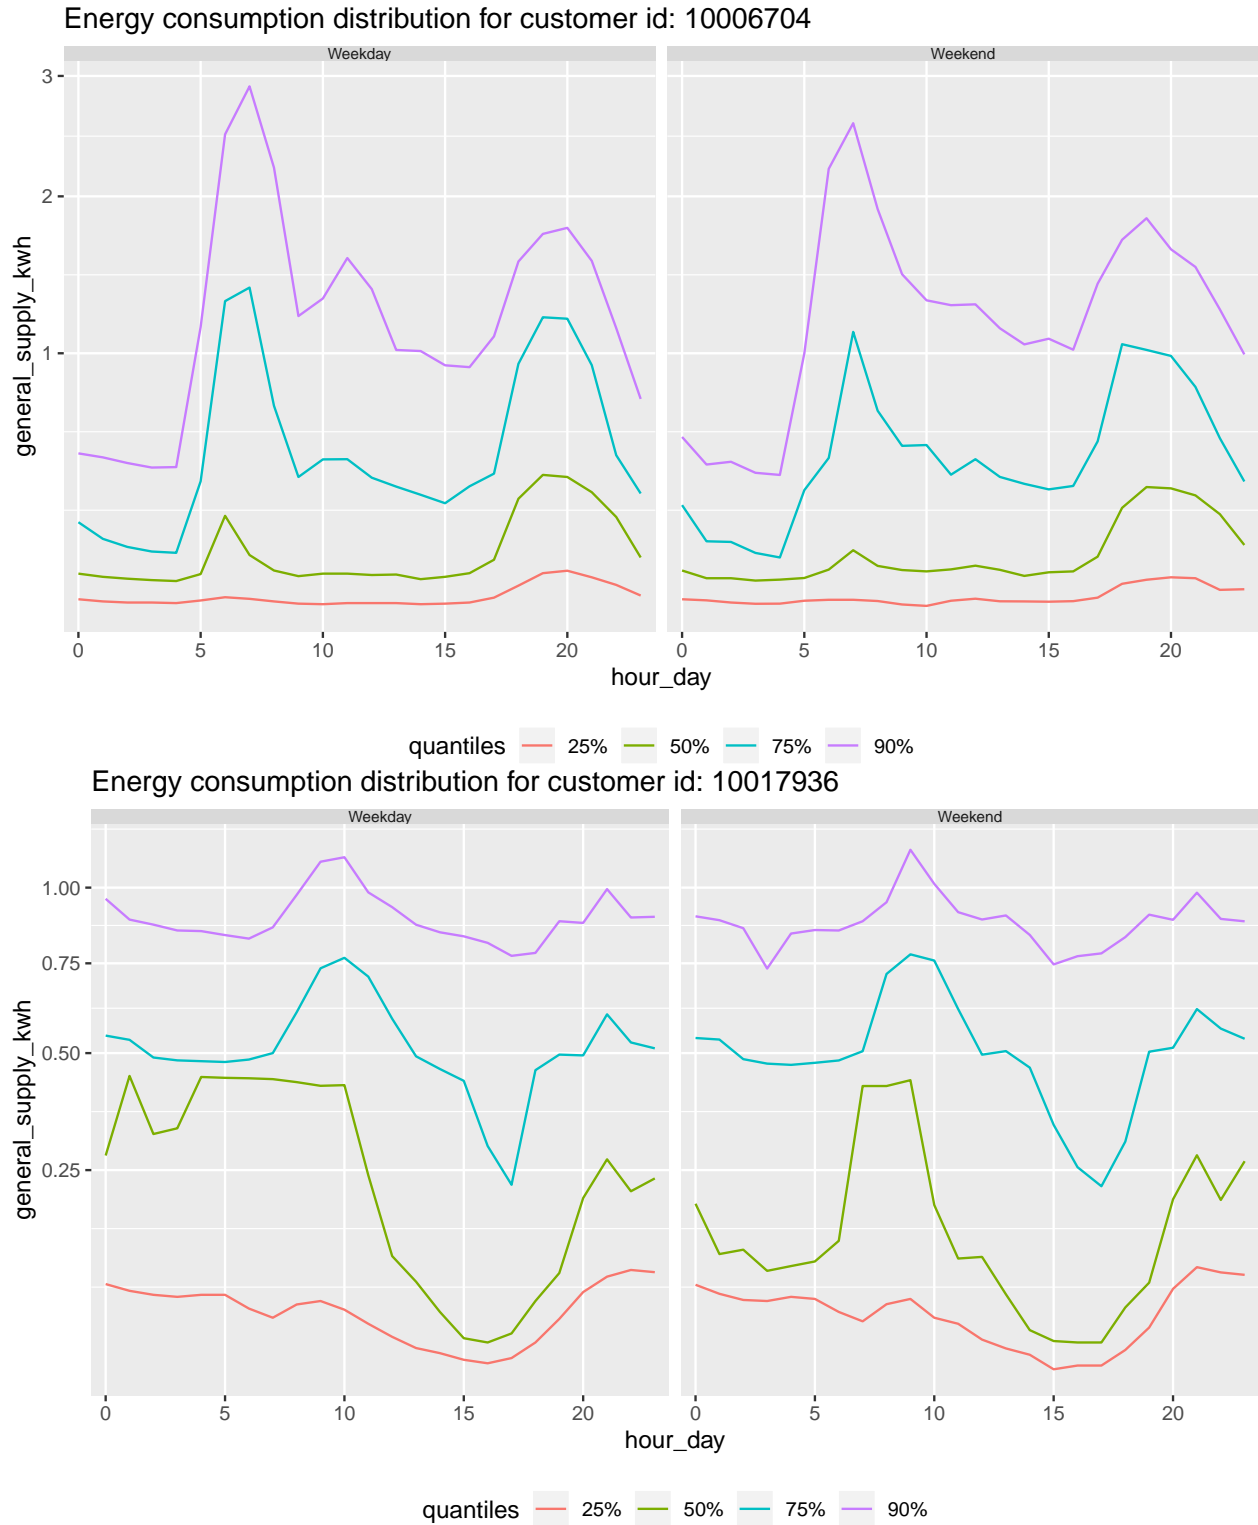 Energy consumption distribution for customer id: 10006704
Weekday Weekend
3
2
1
general_supply_kwh
0 5 10 15 20 0 5 10 15 20
hour_day
quantiles 25% 50% 75% 90%
Energy consumption distribution for customer id: 10017936
Weekday Weekend
1.00
0.75
0.50
0.25
general_supply_kwh
0 5 10 15 20 0 5 10 15 20
hour_day
quantiles 25% 50% 75% 90%